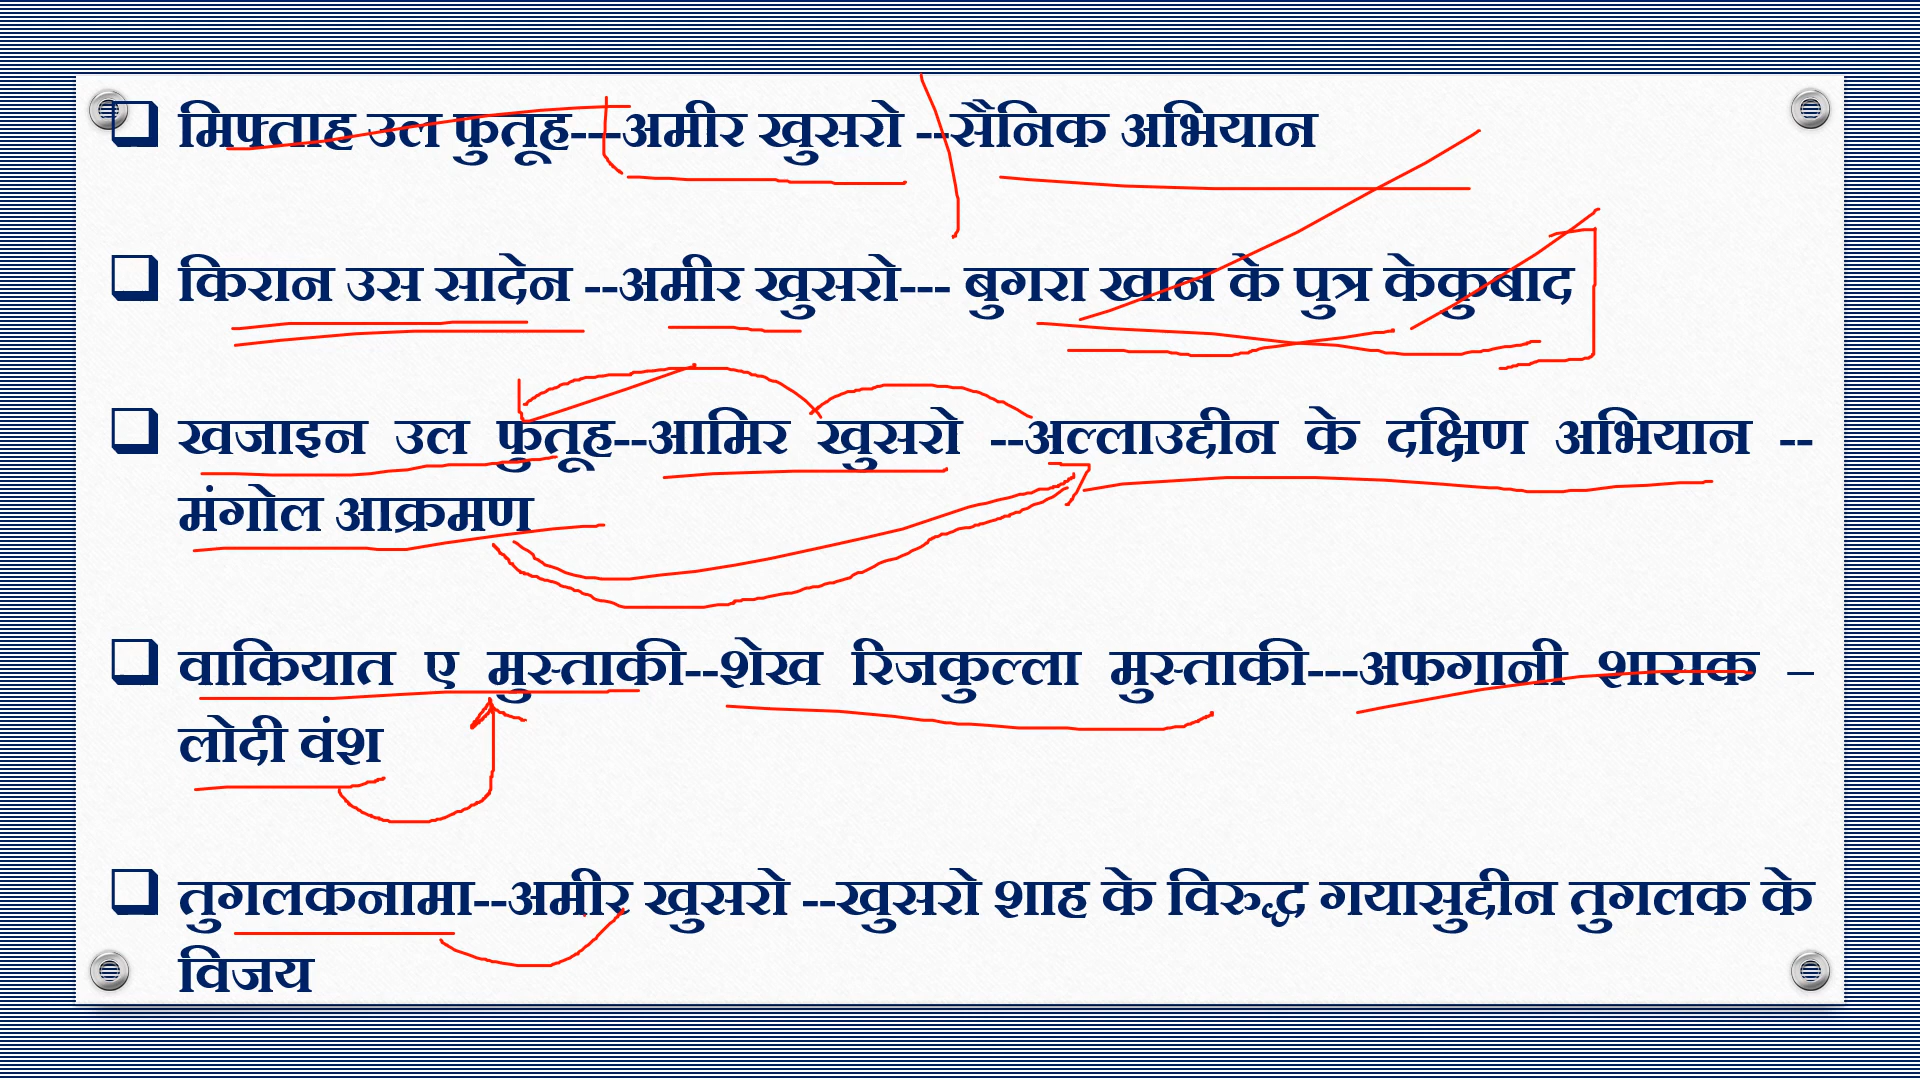 मिफ्ताह उल फुतूह---अमीर खुसरो --सैनिक अभियान
किरान उस सादेन --अमीर खुसरो--- बुगरा खान के पुत्र केकुबाद
खजाइन उल फुतूह--आमिर खुसरो --अल्लाउद्दीन के दक्षिण अभियान --
मंगोल आक्रमण
वाकियात ए मुस्ताकी--शेख रिजकुल्ला मुस्ताकी---अफगानी शासक –
लोदी वंश
तुगलकनामा--अमीर खुसरो --खुसरो शाह के विरुद्ध गयासुद्दीन तुगलक के
विजय